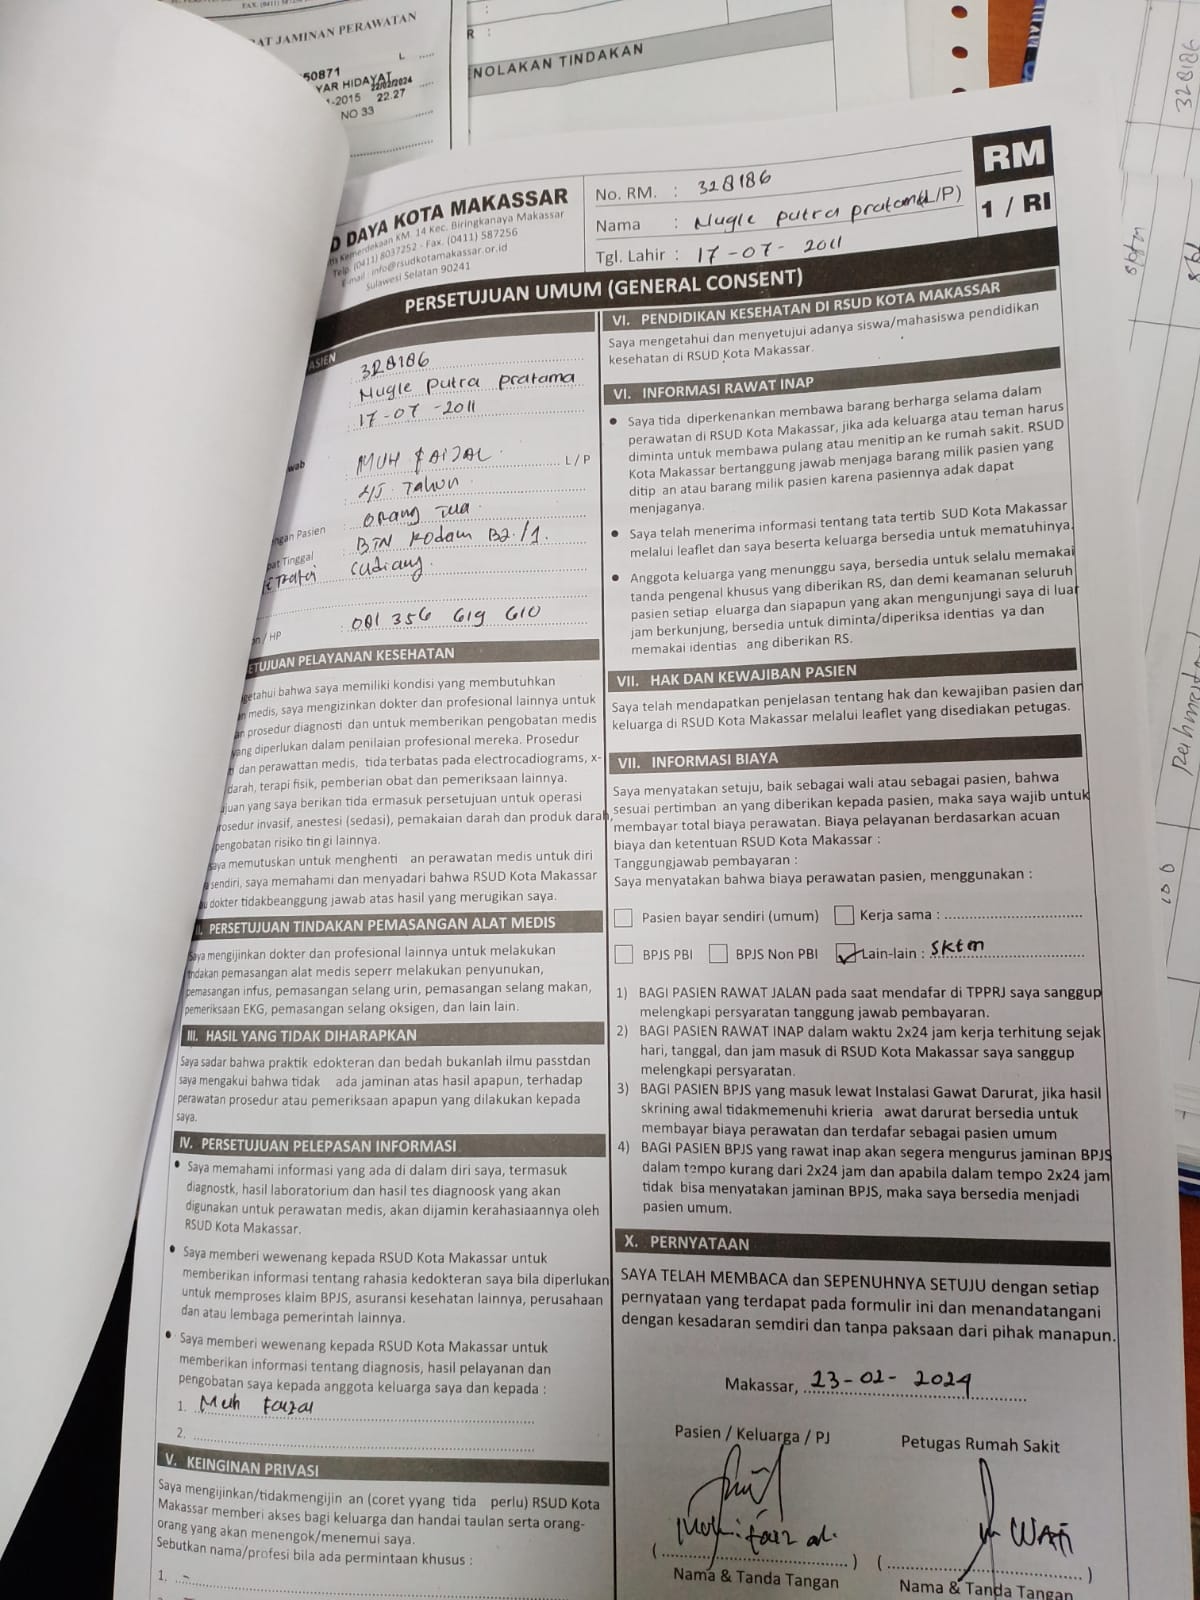 FAX. (0411)
AT JAMINAN PERAWATAN
L
50871
YAR HIDAYAT
22/02/2024
-2015 22.27
NO 33
R :
:
NOLAKAN TINDAKAN
328186
D DAYA KOTA MAKASSAR
Kemerdekaan KM. 14 Kec. Biringkanaya Makassar
Telp. (0411) 8037252 - Fax. (0411) 587256
E-mail : info@rsudkotamakassar.or.id
Sulawesi Selatan 90241
No. RM. : 328186
Nama : Nugle putra pratama (L/P)
Tgl. Lahir : 17-07-2011
RM
1 / RI
PERSETUJUAN UMUM (GENERAL CONSENT)
ASIEN
: 328186
: Nugle putra pratama
: 17-07-2011
wab : MUH FAIZAL L/P
: 45 Tahun
ngan Pasien : orang Tua
pat Tinggal : BTN Kodam B2/1.
cudiang
on / HP : 081 356 619 610
ETUJUAN PELAYANAN KESEHATAN
getahui bahwa saya memiliki kondisi yang membutuhkan
n medis, saya mengizinkan dokter dan profesional lainnya untuk
an prosedur diagnosti dan untuk memberikan pengobatan medis
yang diperlukan dalam penilaian profesional mereka. Prosedur
i dan perawattan medis, tida terbatas pada electrocadiograms, x-
darah, terapi fisik, pemberian obat dan pemeriksaan lainnya.
ujuan yang saya berikan tida ermasuk persetujuan untuk operasi
rosedur invasif, anestesi (sedasi), pemakaian darah dan produk darah,
pengobatan risiko tin gi lainnya.
saya memutuskan untuk menghenti an perawatan medis untuk diri
sendiri, saya memahami dan menyadari bahwa RSUD Kota Makassar
u dokter tidakbeanggung jawab atas hasil yang merugikan saya.
I. PERSETUJUAN TINDAKAN PEMASANGAN ALAT MEDIS
Saya mengijinkan dokter dan profesional lainnya untuk melakukan
tindakan pemasangan alat medis seperr melakukan penyunukan,
pemasangan infus, pemasangan selang urin, pemasangan selang makan,
pemeriksaan EKG, pemasangan selang oksigen, dan lain lain.
III. HASIL YANG TIDAK DIHARAPKAN
Saya sadar bahwa praktik edokteran dan bedah bukanlah ilmu passtdan
saya mengakui bahwa tidak ada jaminan atas hasil apapun, terhadap
perawatan prosedur atau pemeriksaan apapun yang dilakukan kepada
saya.
IV. PERSETUJUAN PELEPASAN INFORMASI
• Saya memahami informasi yang ada di dalam diri saya, termasuk
diagnostk, hasil laboratorium dan hasil tes diagnoosk yang akan
digunakan untuk perawatan medis, akan dijamin kerahasiaannya oleh
RSUD Kota Makassar.
• Saya memberi wewenang kepada RSUD Kota Makassar untuk
memberikan informasi tentang rahasia kedokteran saya bila diperlukan
untuk memproses klaim BPJS, asuransi kesehatan lainnya, perusahaan
dan atau lembaga pemerintah lainnya.
• Saya memberi wewenang kepada RSUD Kota Makassar untuk
memberikan informasi tentang diagnosis, hasil pelayanan dan
pengobatan saya kepada anggota keluarga saya dan kepada :
1. Muh Faizal
2.
V. KEINGINAN PRIVASI
Saya mengijinkan/tidakmengijin an (coret yyang tida perlu) RSUD Kota
Makassar memberi akses bagi keluarga dan handai taulan serta orang-
orang yang akan menengok/menemui saya.
Sebutkan nama/profesi bila ada permintaan khusus :
1. -
VI. PENDIDIKAN KESEHATAN DI RSUD KOTA MAKASSAR
Saya mengetahui dan menyetujui adanya siswa/mahasiswa pendidikan
kesehatan di RSUD Kota Makassar.
VI. INFORMASI RAWAT INAP
• Saya tida diperkenankan membawa barang berharga selama dalam
perawatan di RSUD Kota Makassar, jika ada keluarga atau teman harus
diminta untuk membawa pulang atau menitip an ke rumah sakit. RSUD
Kota Makassar bertanggung jawab menjaga barang milik pasien yang
ditip an atau barang milik pasien karena pasiennya adak dapat
menjaganya.
• Saya telah menerima informasi tentang tata tertib SUD Kota Makassar
melalui leaflet dan saya beserta keluarga bersedia untuk mematuhinya.
• Anggota keluarga yang menunggu saya, bersedia untuk selalu memakai
tanda pengenal khusus yang diberikan RS, dan demi keamanan seluruh
pasien setiap eluarga dan siapapun yang akan mengunjungi saya di luar
jam berkunjung, bersedia untuk diminta/diperiksa identias ya dan
memakai identias ang diberikan RS.
VII. HAK DAN KEWAJIBAN PASIEN
Saya telah mendapatkan penjelasan tentang hak dan kewajiban pasien dan
keluarga di RSUD Kota Makassar melalui leaflet yang disediakan petugas.
VII. INFORMASI BIAYA
Saya menyatakan setuju, baik sebagai wali atau sebagai pasien, bahwa
sesuai pertimban an yang diberikan kepada pasien, maka saya wajib untuk
membayar total biaya perawatan. Biaya pelayanan berdasarkan acuan
biaya dan ketentuan RSUD Kota Makassar :
Tanggungjawab pembayaran :
Saya menyatakan bahwa biaya perawatan pasien, menggunakan :
Pasien bayar sendiri (umum) Kerja sama :
BPJS PBI BPJS Non PBI ✓ Lain-lain : Sktm
1) BAGI PASIEN RAWAT JALAN pada saat mendafar di TPPRJ saya sanggup
melengkapi persyaratan tanggung jawab pembayaran.
2) BAGI PASIEN RAWAT INAP dalam waktu 2x24 jam kerja terhitung sejak
hari, tanggal, dan jam masuk di RSUD Kota Makassar saya sanggup
melengkapi persyaratan.
3) BAGI PASIEN BPJS yang masuk lewat Instalasi Gawat Darurat, jika hasil
skrining awal tidakmemenuhi krieria awat darurat bersedia untuk
membayar biaya perawatan dan terdafar sebagai pasien umum
4) BAGI PASIEN BPJS yang rawat inap akan segera mengurus jaminan BPJS
dalam tempo kurang dari 2x24 jam dan apabila dalam tempo 2x24 jam
tidak bisa menyatakan jaminan BPJS, maka saya bersedia menjadi
pasien umum.
X. PERNYATAAN
SAYA TELAH MEMBACA dan SEPENUHNYA SETUJU dengan setiap
pernyataan yang terdapat pada formulir ini dan menandatangani
dengan kesadaran semdiri dan tanpa paksaan dari pihak manapun.
Makassar, 23-02-2024
Pasien / Keluarga / PJ
Petugas Rumah Sakit
Muh. faizal
WATI
( ) ( )
Nama & Tanda Tangan
Nama & Tanda Tangan